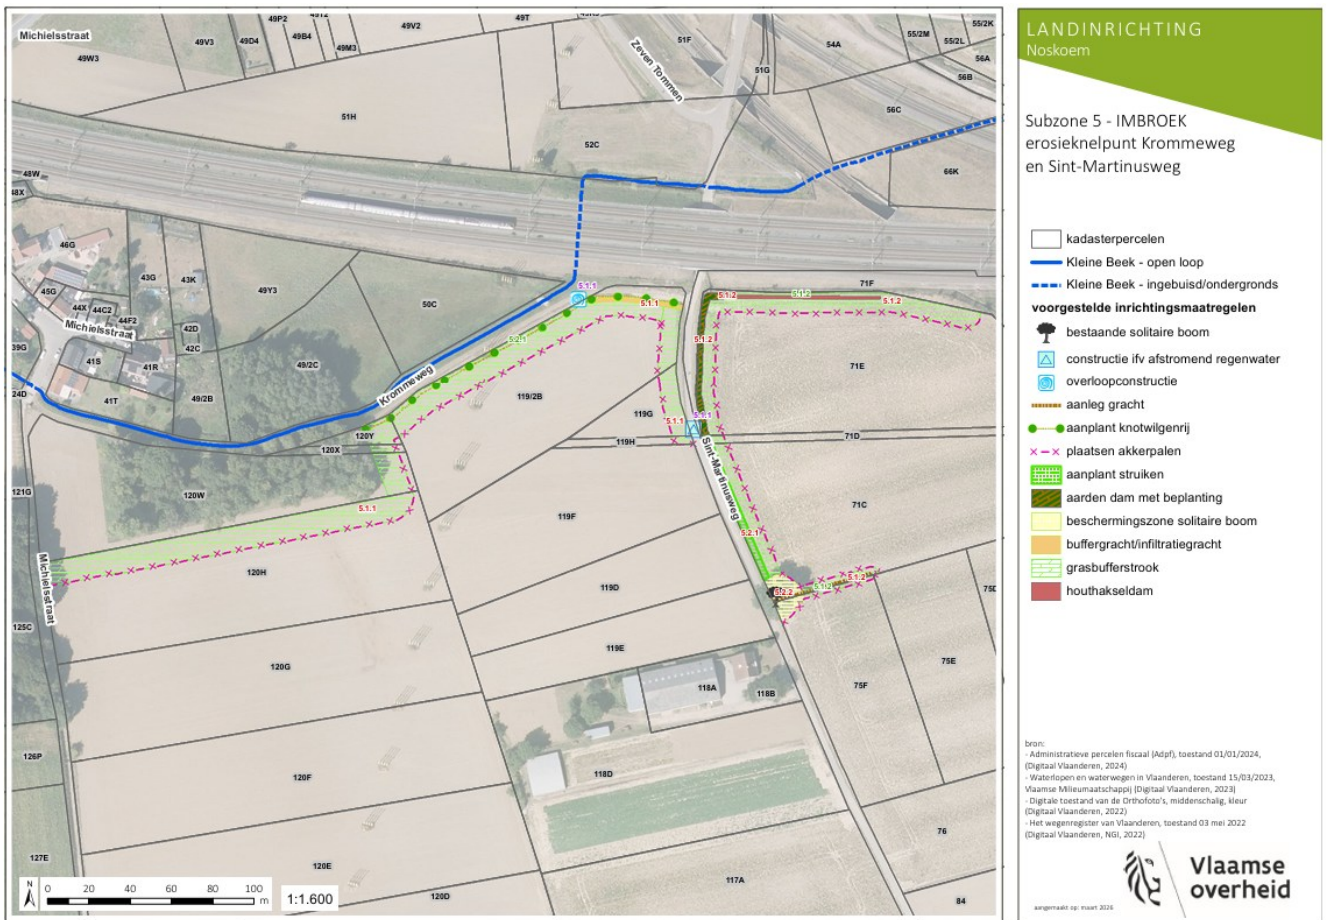 Michielsstraat
49W3
49V3
49D4
49P2
49B4
49M3
49V2
49T
51F
Zeven Tommen
51G
54A
55/2M
55/2K
55/2L
56A
56B
56C
51H
52C
66K
48W
48X
46G
45G
44X
44C2
44F2
43G
43K
49Y3
50C
42D
42C
Michielsstraat
39G
41S
41R
41T
24D
49/2B
49/2C
Krommeweg
5.1.1
5.1.1
5.2.1
119/2B
119G
5.1.1
5.1.1
5.1.2
5.1.2
5.1.2
5.1.2
71F
71E
71D
71C
119H
Sint-Martinusweg
120Y
120X
120W
121G
5.1.1
120H
Michielsstraat
125C
119F
5.2.1
119D
5.2.2
5.1.2
5.1.2
119E
120G
118A
118B
75E
75F
126P
120F
118D
76
127E
120E
120D
117A
84
N
0 20 40 60 80 100
m
1:1.600
LANDINRICHTING
Noskoem
Subzone 5 - IMBROEK
erosieknelpunt Krommeweg
en Sint-Martinusweg
kadasterpercelen
Kleine Beek - open loop
Kleine Beek - ingebuisd/ondergronds
voorgestelde inrichtingsmaatregelen
bestaande solitaire boom
constructie ifv afstromend regenwater
overloopconstructie
aanleg gracht
aanplant knotwilgenrij
plaatsen akkerpalen
aanplant struiken
aarden dam met beplanting
beschermingszone solitaire boom
buffergracht/infiltratiegracht
grasbufferstrook
houthakseldam
bron:
- Administratieve percelen fiscaal (Adpf), toestand 01/01/2024,
(Digitaal Vlaanderen, 2024)
- Waterlopen en waterwegen in Vlaanderen, toestand 15/03/2023,
Vlaamse Milieumaatschappij (Digitaal Vlaanderen, 2023)
- Digitale toestand van de Orthofoto's, middenschalig, kleur
(Digitaal Vlaanderen, 2022)
- Het wegenregister van Vlaanderen, toestand 03 mei 2022
(Digitaal Vlaanderen, NGI, 2022)
Vlaamse
overheid
aangemaakt op: maart 2026